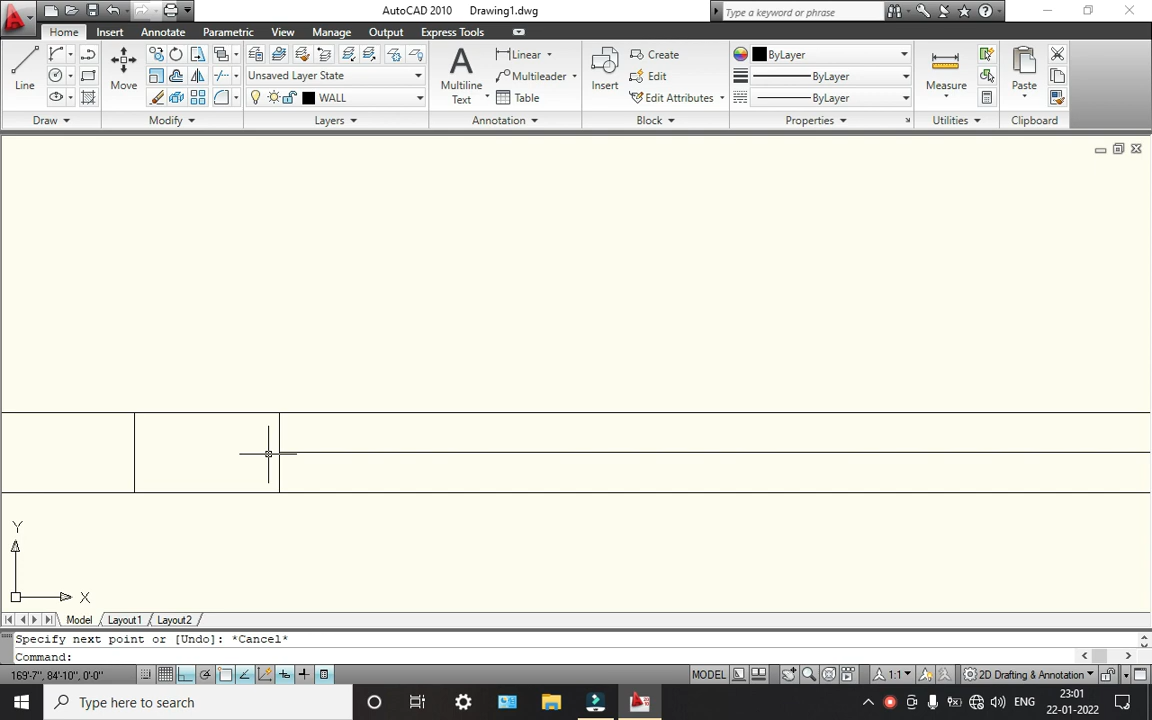 AutoCAD 2010 Drawing1.dwg
Type a keyword or phrase
Home Insert Annotate Parametric View Manage Output Express Tools
Line
Move
Unsaved Layer State
WALL
Multiline
Text
Linear
Multileader
Table
Insert
Create
Edit
Edit Attributes
ByLayer
ByLayer
ByLayer
Measure
Paste
Draw Modify Layers Annotation Block Properties Utilities Clipboard
Y
X
Model Layout1 Layout2
Specify next point or [Undo]: *Cancel*
Command:
169'-7", 84'-10", 0'-0"
MODEL
1:1
2D Drafting & Annotation
Type here to search
ENG
23:01
22-01-2022